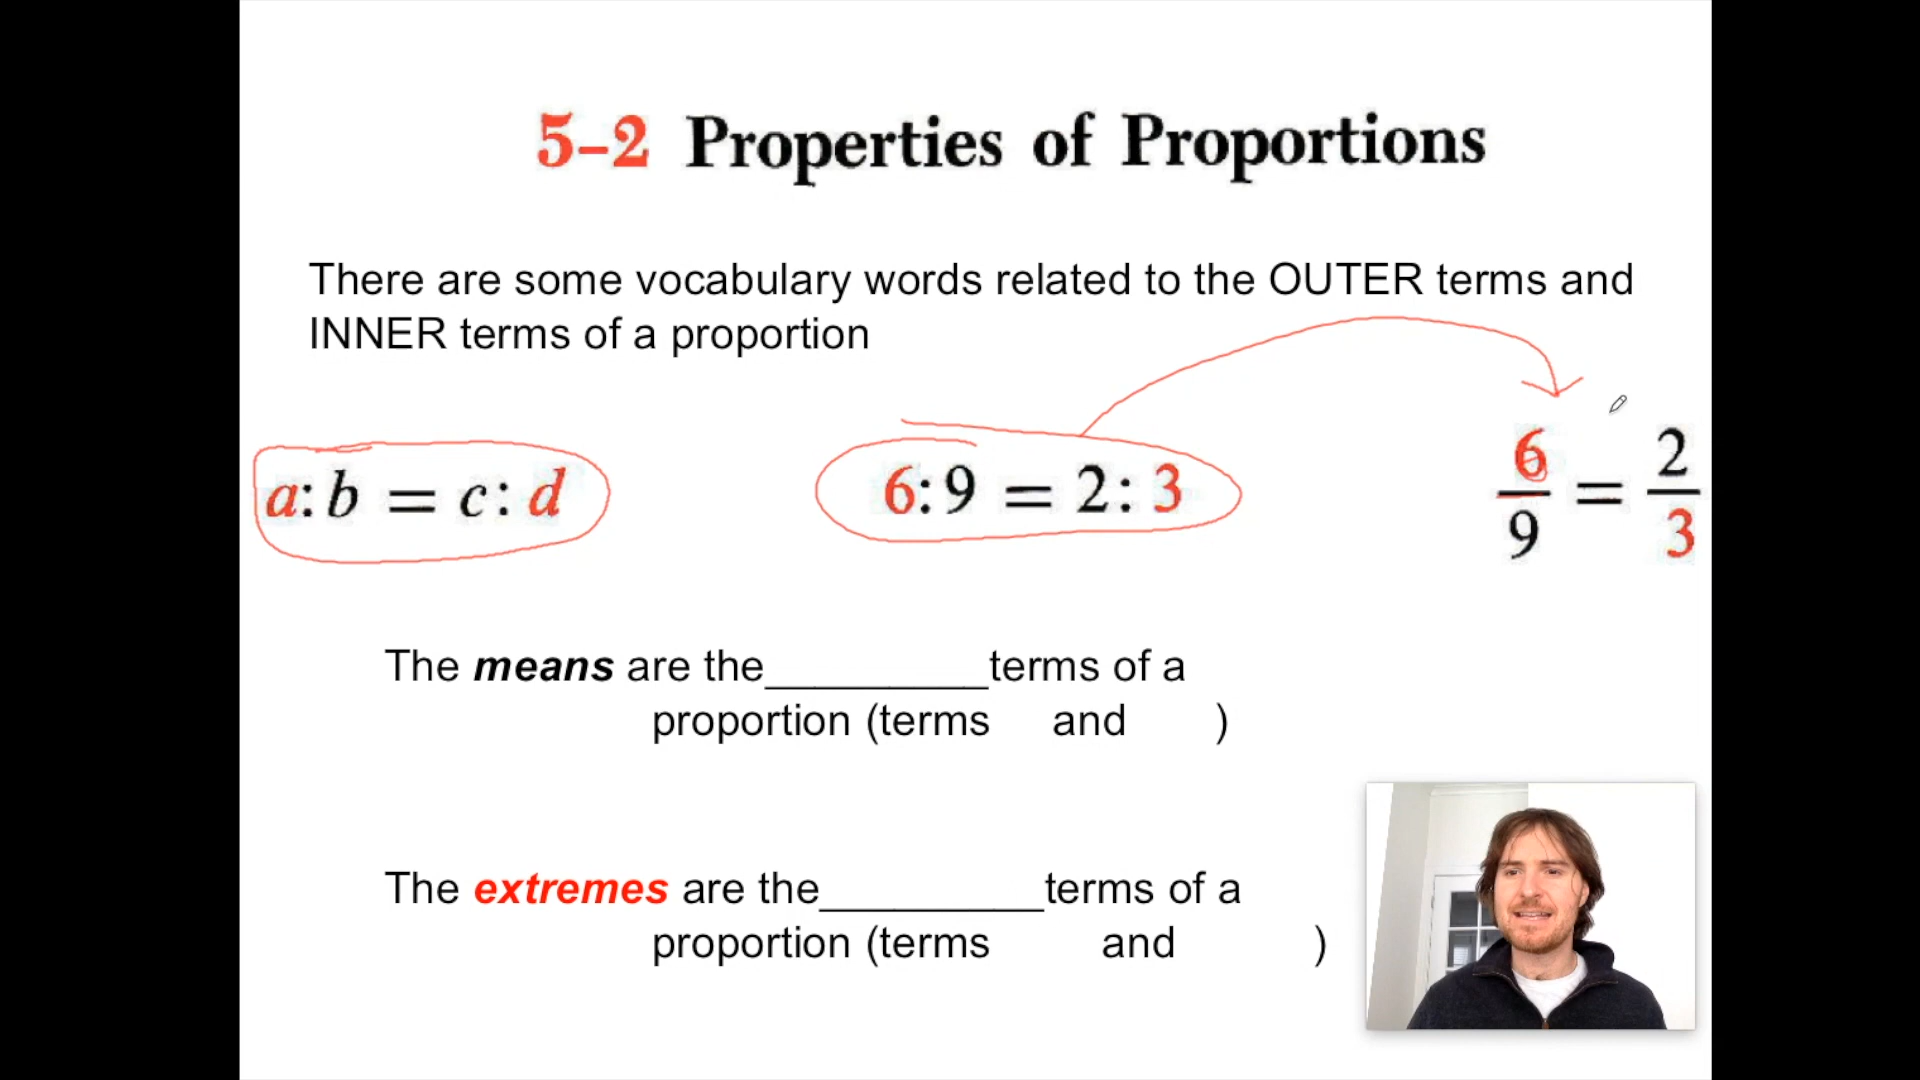 5-2 Properties of Proportions
There are some vocabulary words related to the OUTER terms and
INNER terms of a proportion
a:b = c:d
6:9 = 2:3
6/9 = 2/3
The means are the_________terms of a
proportion (terms and )
The extremes are the_________terms of a
proportion (terms and )